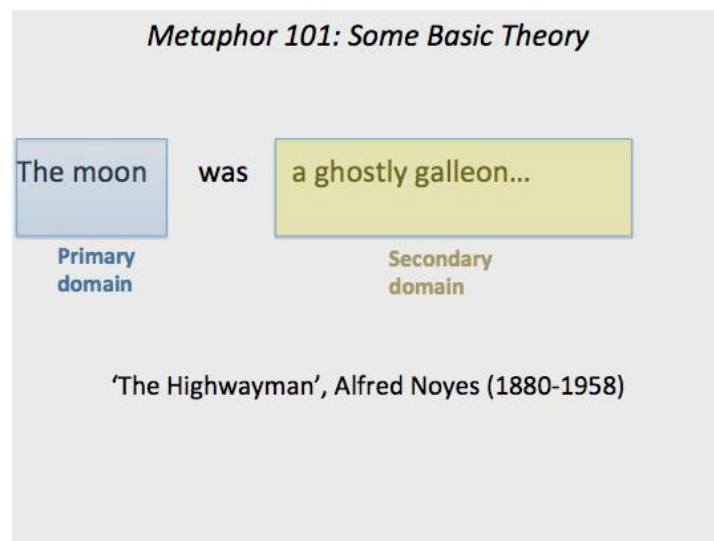 Metaphor 101: Some Basic Theory
The moon was a ghostly galleon...
Primary
domain
Secondary
domain
‘The Highwayman’, Alfred Noyes (1880-1958)